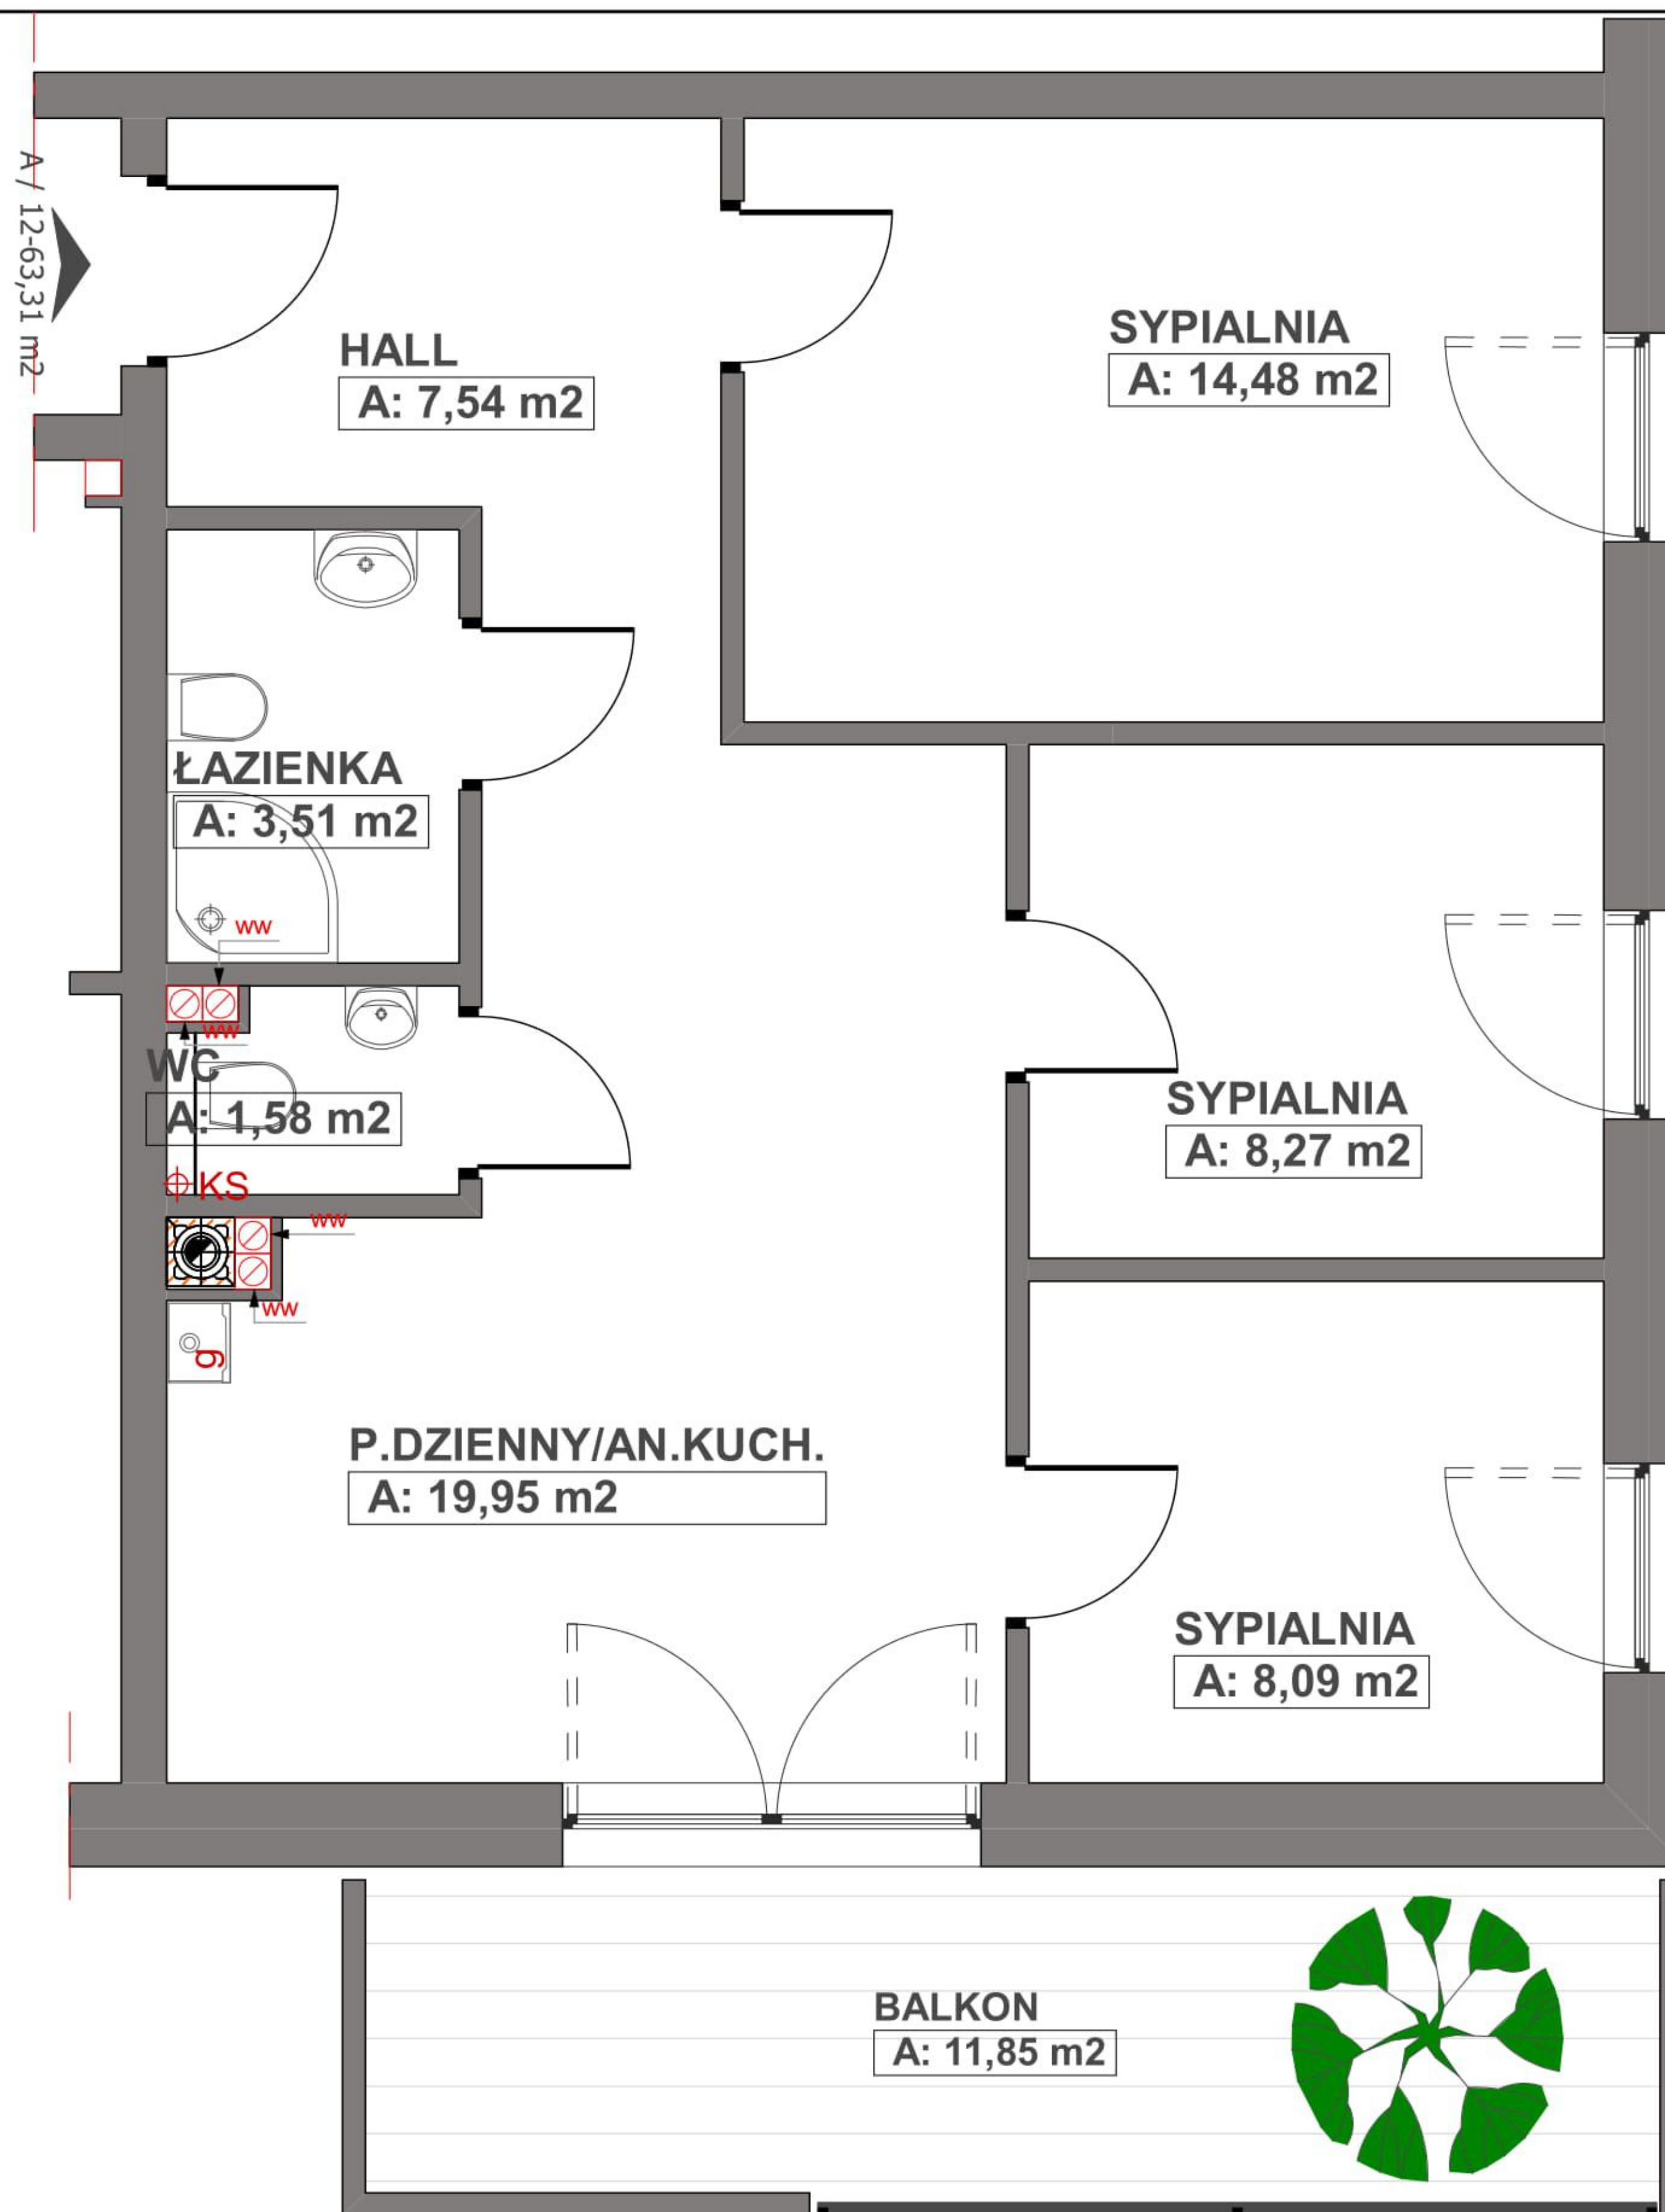 A / 12-63,31 m2
HALL
A: 7,54 m2
SYPIALNIA
A: 14,48 m2
ŁAZIENKA
A: 3,51 m2
ww
ww
WC
A: 1,58 m2
KS
ww
ww
g
SYPIALNIA
A: 8,27 m2
P.DZIENNY/AN.KUCH.
A: 19,95 m2
SYPIALNIA
A: 8,09 m2
BALKON
A: 11,85 m2